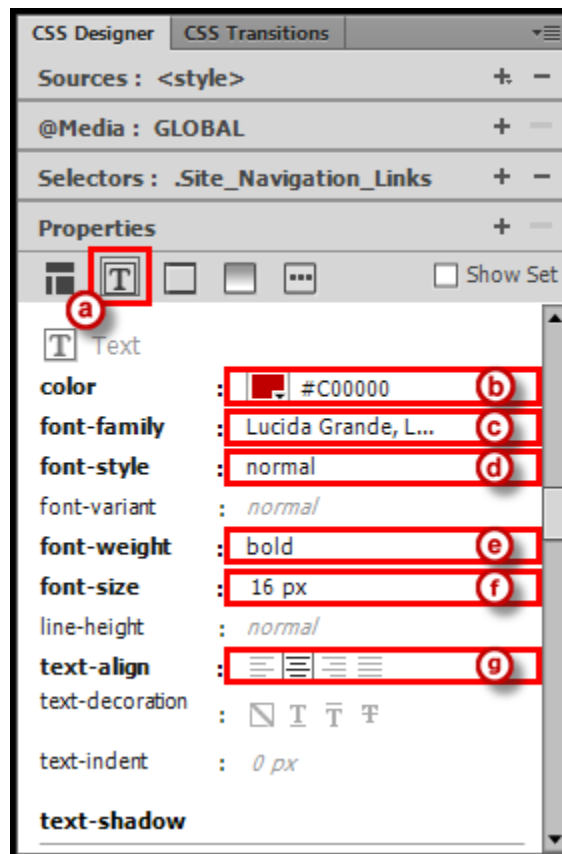 CSS Designer CSS Transitions
Sources : <style>
@Media : GLOBAL
Selectors : .Site_Navigation_Links
Properties
T Show Set
a
T Text
color : #C00000 b
font-family : Lucida Grande, L... c
font-style : normal d
font-variant : normal
font-weight : bold e
font-size : 16 px f
line-height : normal
text-align : g
text-decoration : T T T
text-indent : 0 px
text-shadow